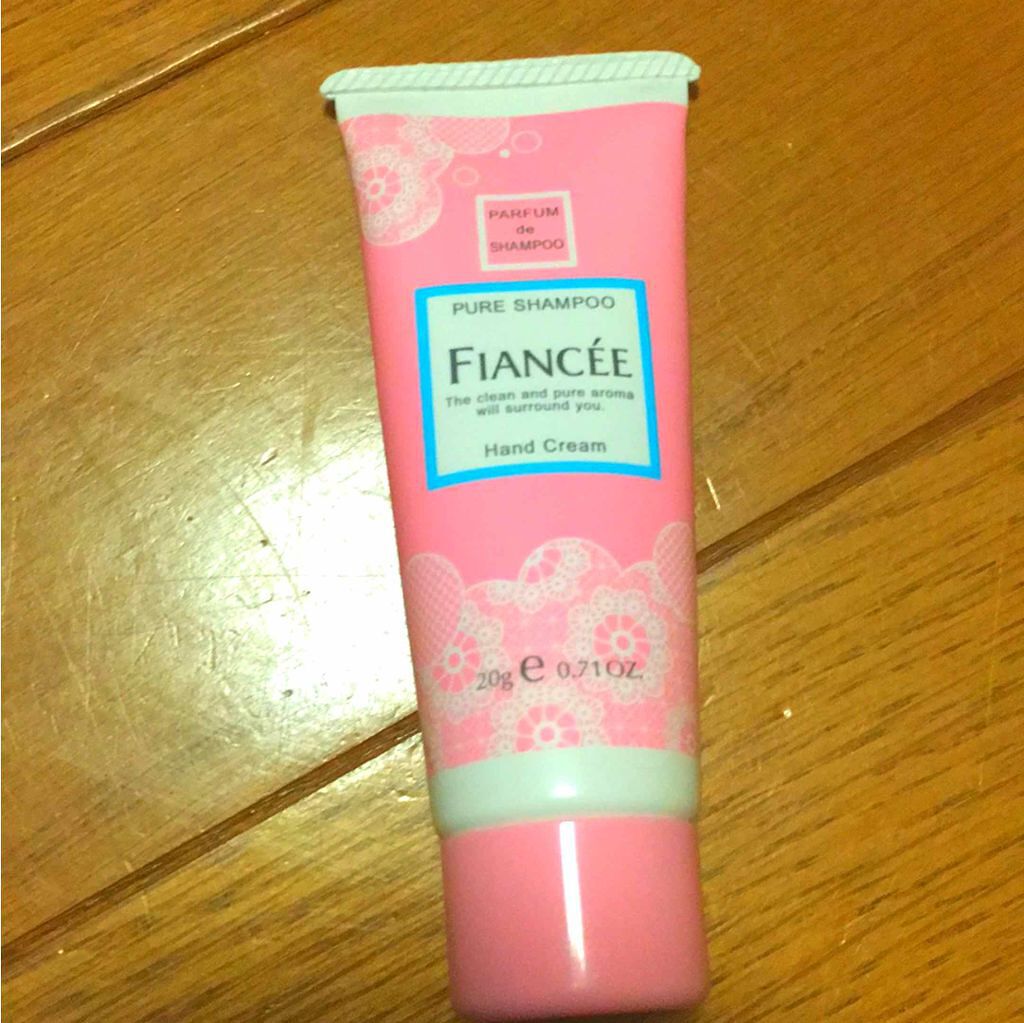 PARFUM
de
SHAMPOO
PURE SHAMPOO
FIANCÉE
The clean and pure aroma
will surround you.
Hand Cream
20g e 0.71OZ.